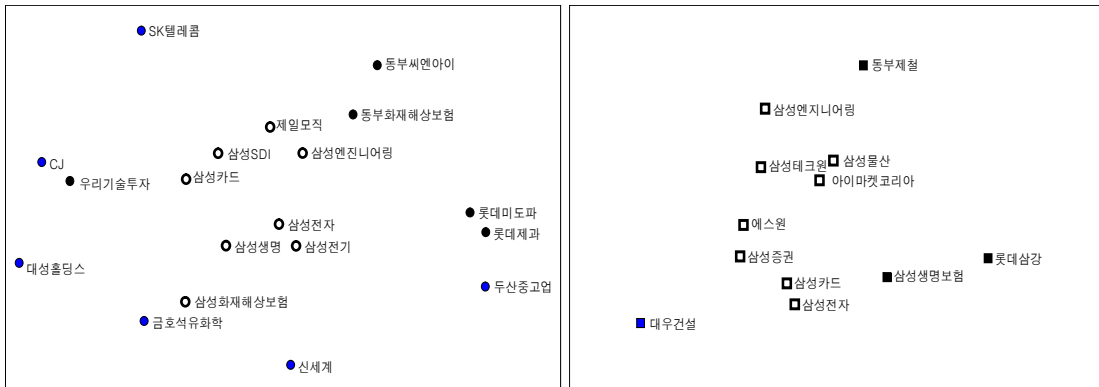 SK텔레콤
동부씨엔아이
동부화재해상보험
제일모직
삼성SDI
삼성엔진니어링
CJ
우리기술투자
삼성카드
롯데미도파
삼성전자
롯데제과
삼성생명
삼성전기
대성홀딩스
두산중고업
삼성화재해상보험
금호석유화학
신세계
동부제철
삼성엔지니어링
삼성테크원
삼성물산
아이마켓코리아
에스원
삼성증권
롯데삼강
삼성생명보험
삼성카드
삼성전자
대우건설